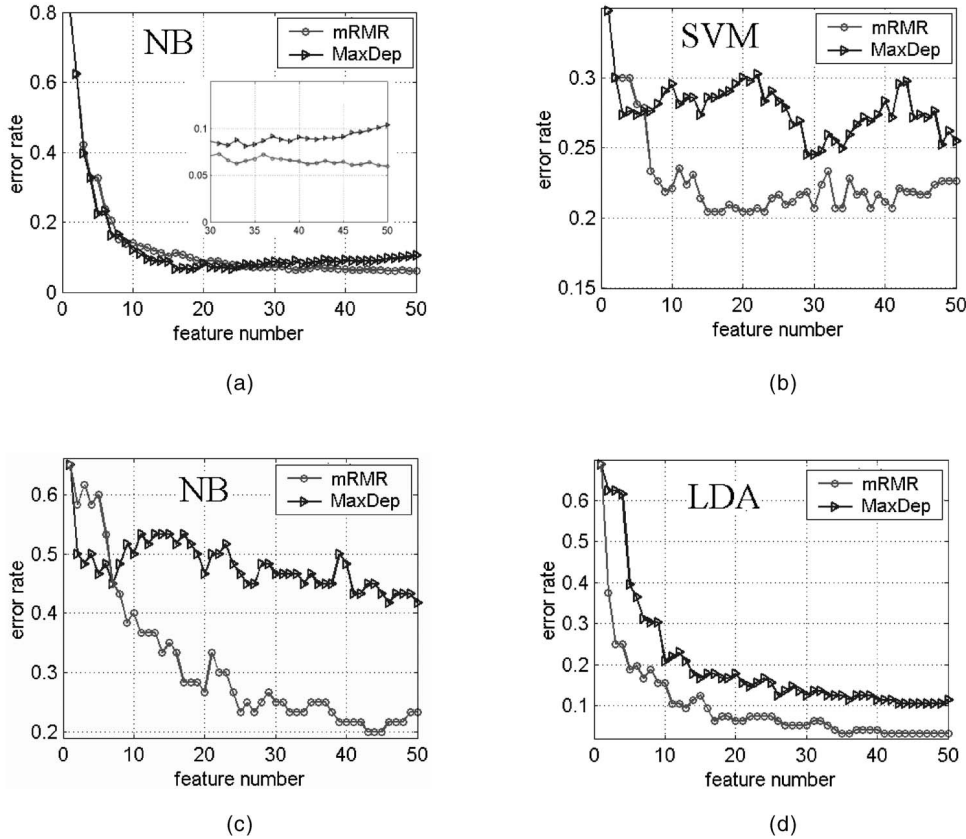 0.8
0.6
0.4
0.2
0
error rate
NB
mRMR
MaxDep
0.1
0.05
0
30 35 40 45 50
0 10 20 30 40 50
feature number
(a)
0.3
0.25
0.2
0.15
error rate
SVM
mRMR
MaxDep
0 10 20 30 40 50
feature number
(b)
0.6
0.5
0.4
0.3
0.2
error rate
NB
mRMR
MaxDep
0 10 20 30 40 50
feature number
(c)
0.6
0.5
0.4
0.3
0.2
0.1
error rate
LDA
mRMR
MaxDep
0 10 20 30 40 50
feature number
(d)